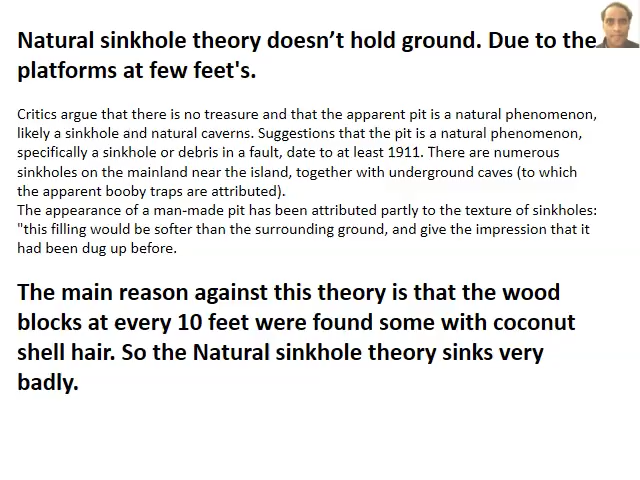 Natural sinkhole theory doesn’t hold ground. Due to the
platforms at few feet's.
Critics argue that there is no treasure and that the apparent pit is a natural phenomenon,
likely a sinkhole and natural caverns. Suggestions that the pit is a natural phenomenon,
specifically a sinkhole or debris in a fault, date to at least 1911. There are numerous
sinkholes on the mainland near the island, together with underground caves (to which
the apparent booby traps are attributed).
The appearance of a man-made pit has been attributed partly to the texture of sinkholes:
"this filling would be softer than the surrounding ground, and give the impression that it
had been dug up before.
The main reason against this theory is that the wood
blocks at every 10 feet were found some with coconut
shell hair. So the Natural sinkhole theory sinks very
badly.